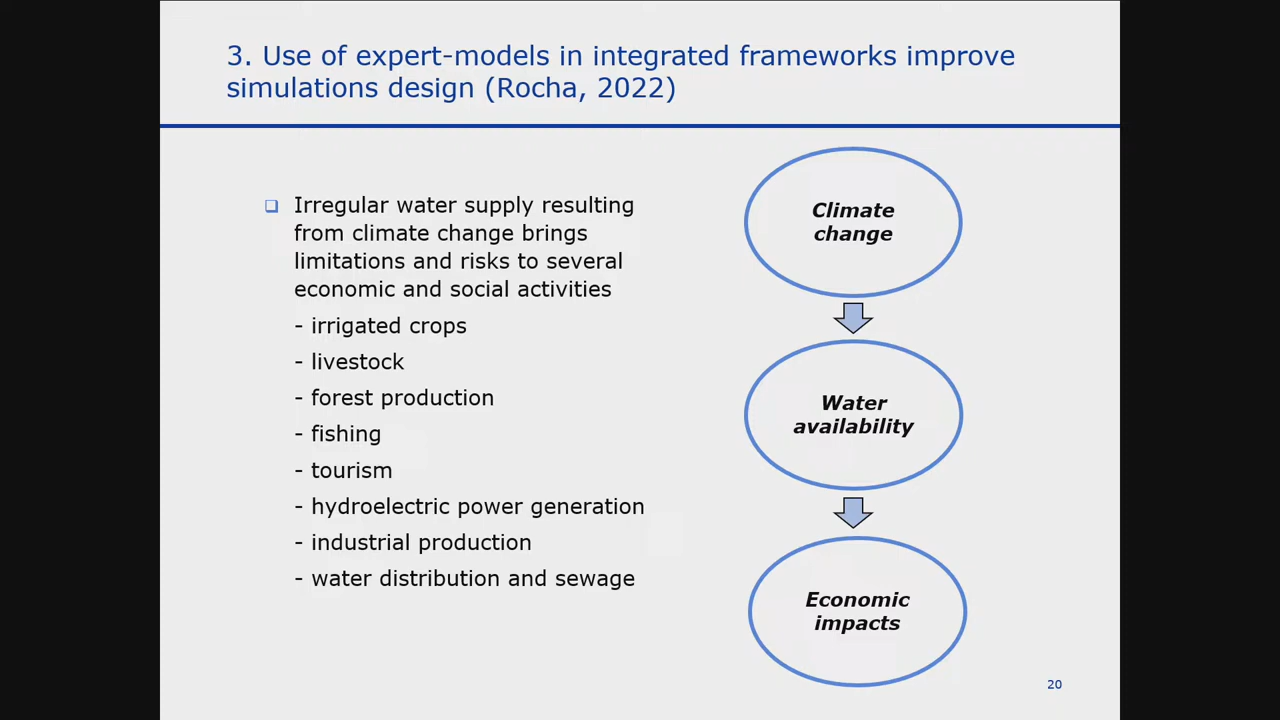 3. Use of expert-models in integrated frameworks improve
simulations design (Rocha, 2022)
Irregular water supply resulting
from climate change brings
limitations and risks to several
economic and social activities
- irrigated crops
- livestock
- forest production
- fishing
- tourism
- hydroelectric power generation
- industrial production
- water distribution and sewage
Climate
change
Water
availability
Economic
impacts
20